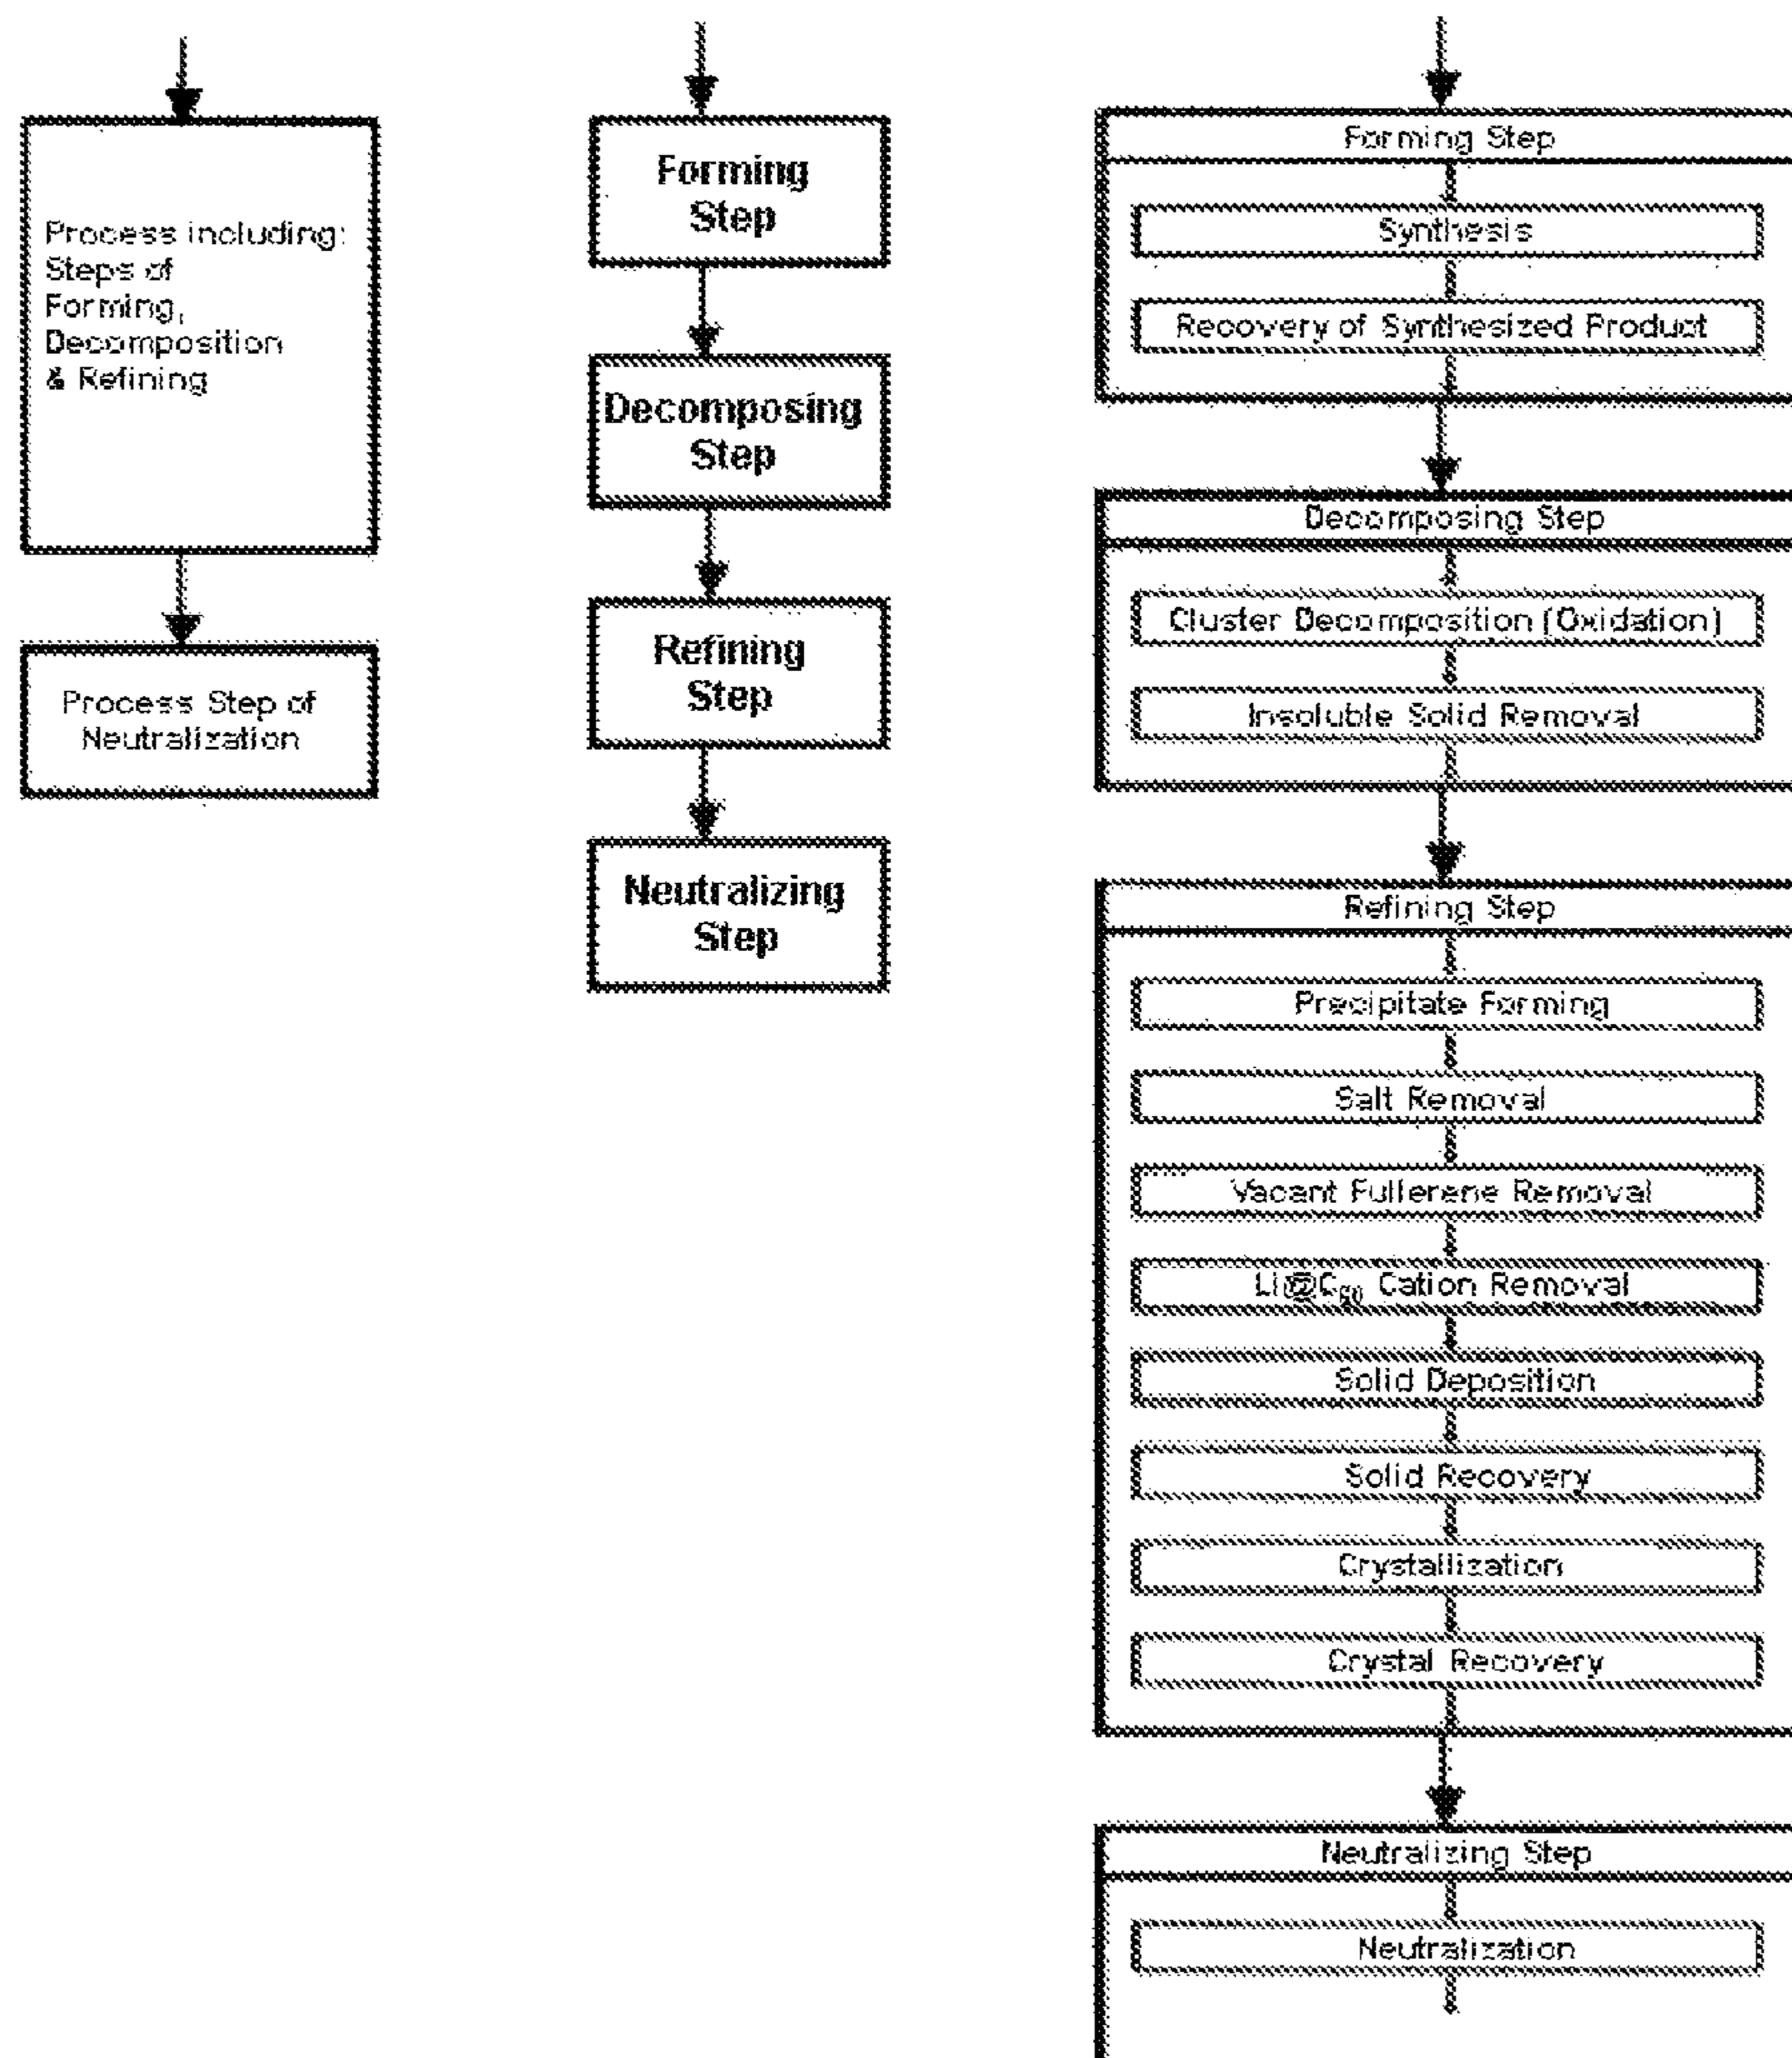 Process including:
Steps of
Forming,
Decomposition
& Refining
Process Step of
Neutralization
Forming
Step
Decomposing
Step
Refining
Step
Neutralizing
Step
Forming Step
Synthesis
Recovery of Synthesized Product
Decomposing Step
Cluster Decomposition (Oxidation)
Insoluble Solid Removal
Refining Step
Precipitate Forming
Salt Removal
Vacant Fullerene Removal
Li@C60 Cation Removal
Solid Deposition
Solid Recovery
Crystallization
Crystal Recovery
Neutralizing Step
Neutralization